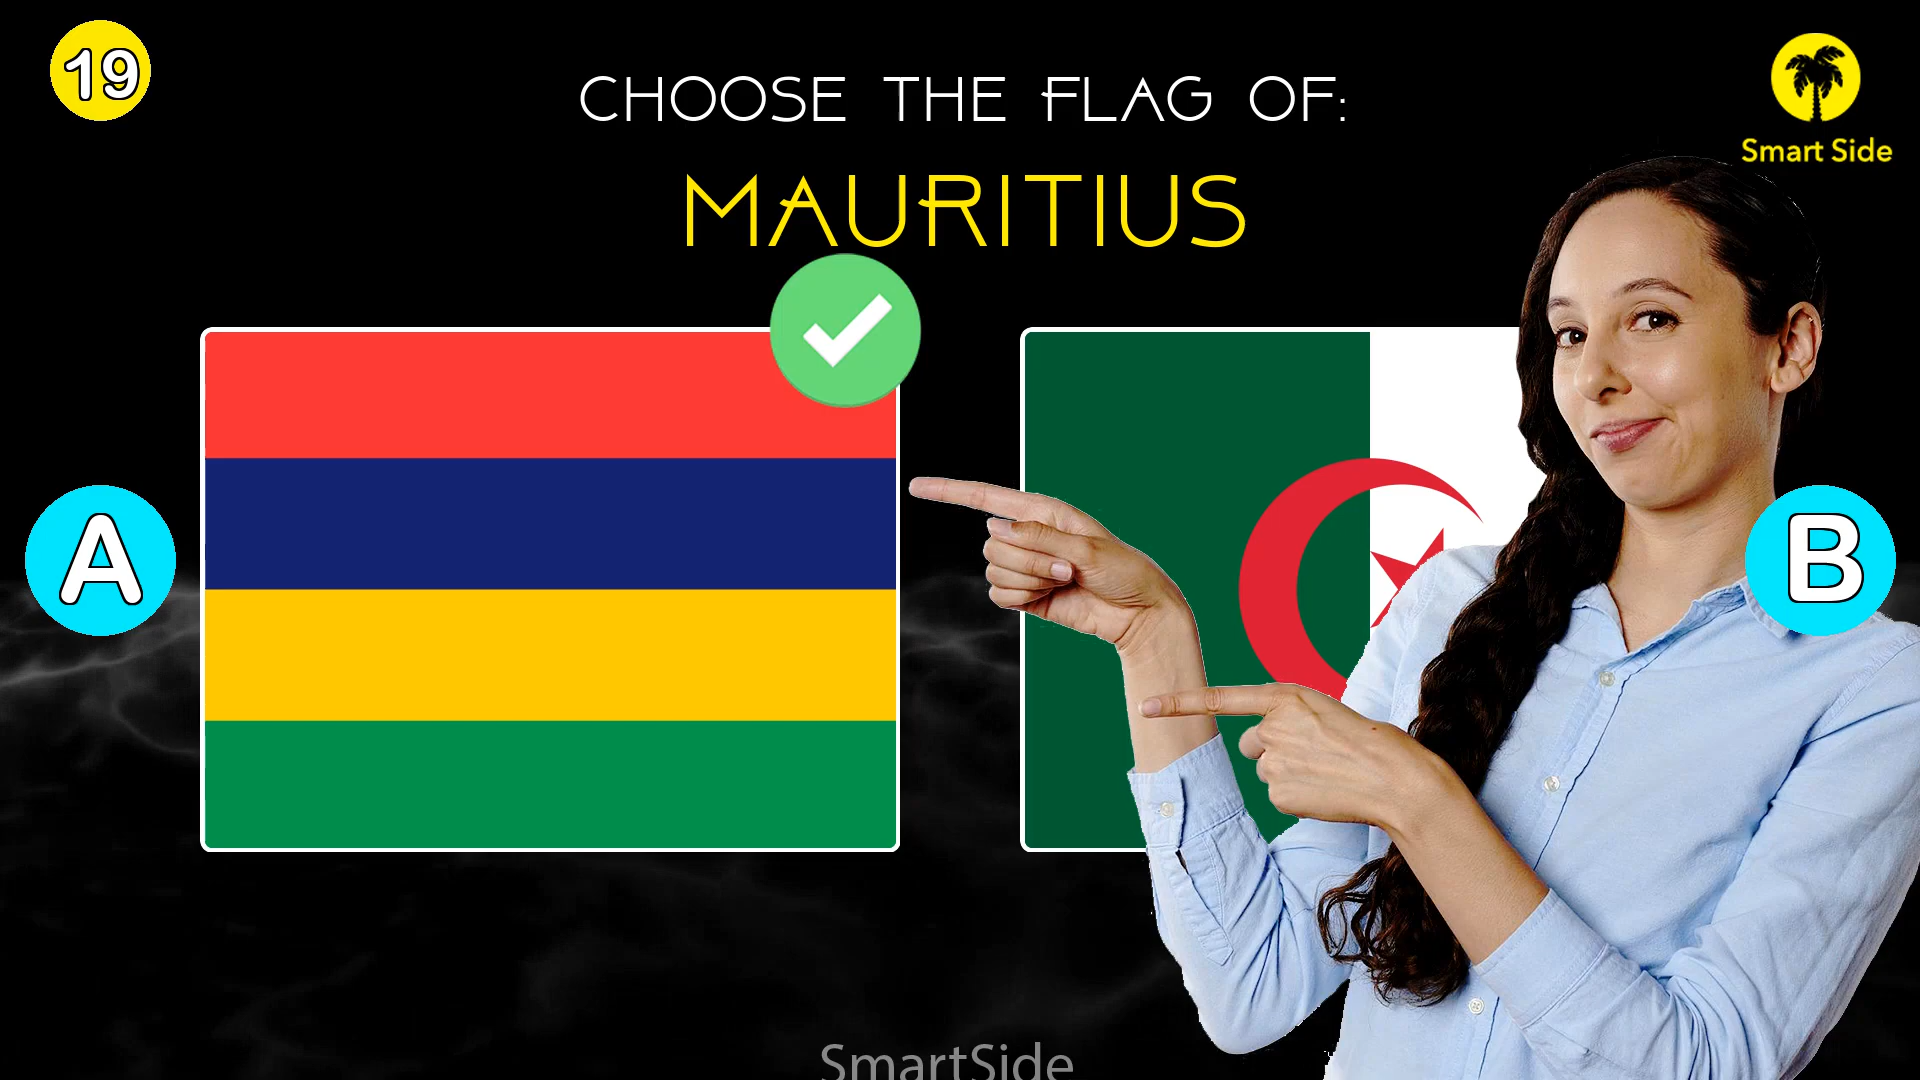 19
CHOOSE THE FLAG OF:
Smart Side
MAURITIUS
A
B
SmartSide